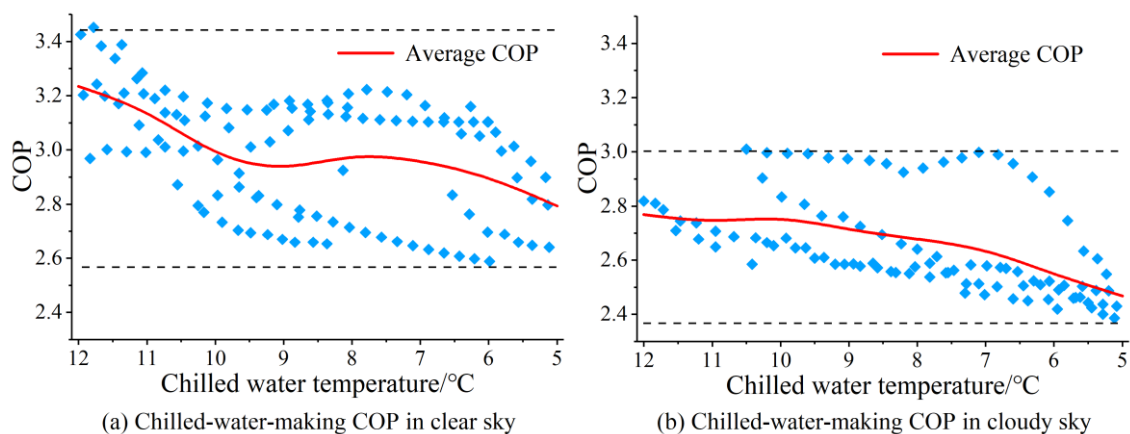 3.4
3.2
3.0
2.8
2.6
2.4
COP
Average COP
12 11 10 9 8 7 6 5
Chilled water temperature/°C
(a) Chilled-water-making COP in clear sky
3.4
3.2
3.0
2.8
2.6
2.4
COP
Average COP
12 11 10 9 8 7 6 5
Chilled water temperature/°C
(b) Chilled-water-making COP in cloudy sky